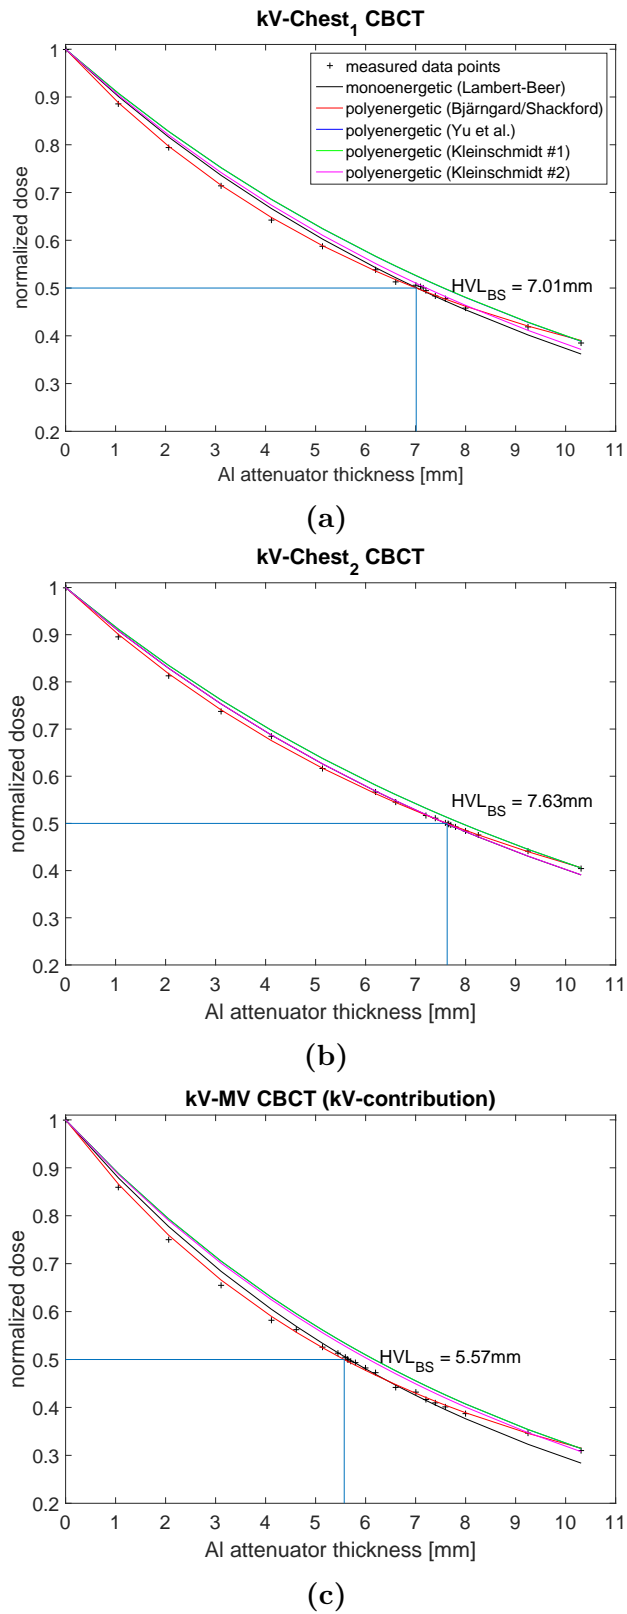 kV-Chest₁ CBCT
1
0.9
0.8
0.7
0.6
0.5
0.4
0.3
0.2
normalized dose
measured data points
monoenergetic (Lambert-Beer)
polyenergetic (Bjärngard/Shackford)
polyenergetic (Yu et al.)
polyenergetic (Kleinschmidt #1)
polyenergetic (Kleinschmidt #2)
HVL_BS = 7.01mm
0 1 2 3 4 5 6 7 8 9 10 11
Al attenuator thickness [mm]
(a)
kV-Chest₂ CBCT
1
0.9
0.8
0.7
0.6
0.5
0.4
0.3
0.2
normalized dose
HVL_BS = 7.63mm
0 1 2 3 4 5 6 7 8 9 10 11
Al attenuator thickness [mm]
(b)
kV-MV CBCT (kV-contribution)
1
0.9
0.8
0.7
0.6
0.5
0.4
0.3
0.2
normalized dose
HVL_BS = 5.57mm
0 1 2 3 4 5 6 7 8 9 10 11
Al attenuator thickness [mm]
(c)